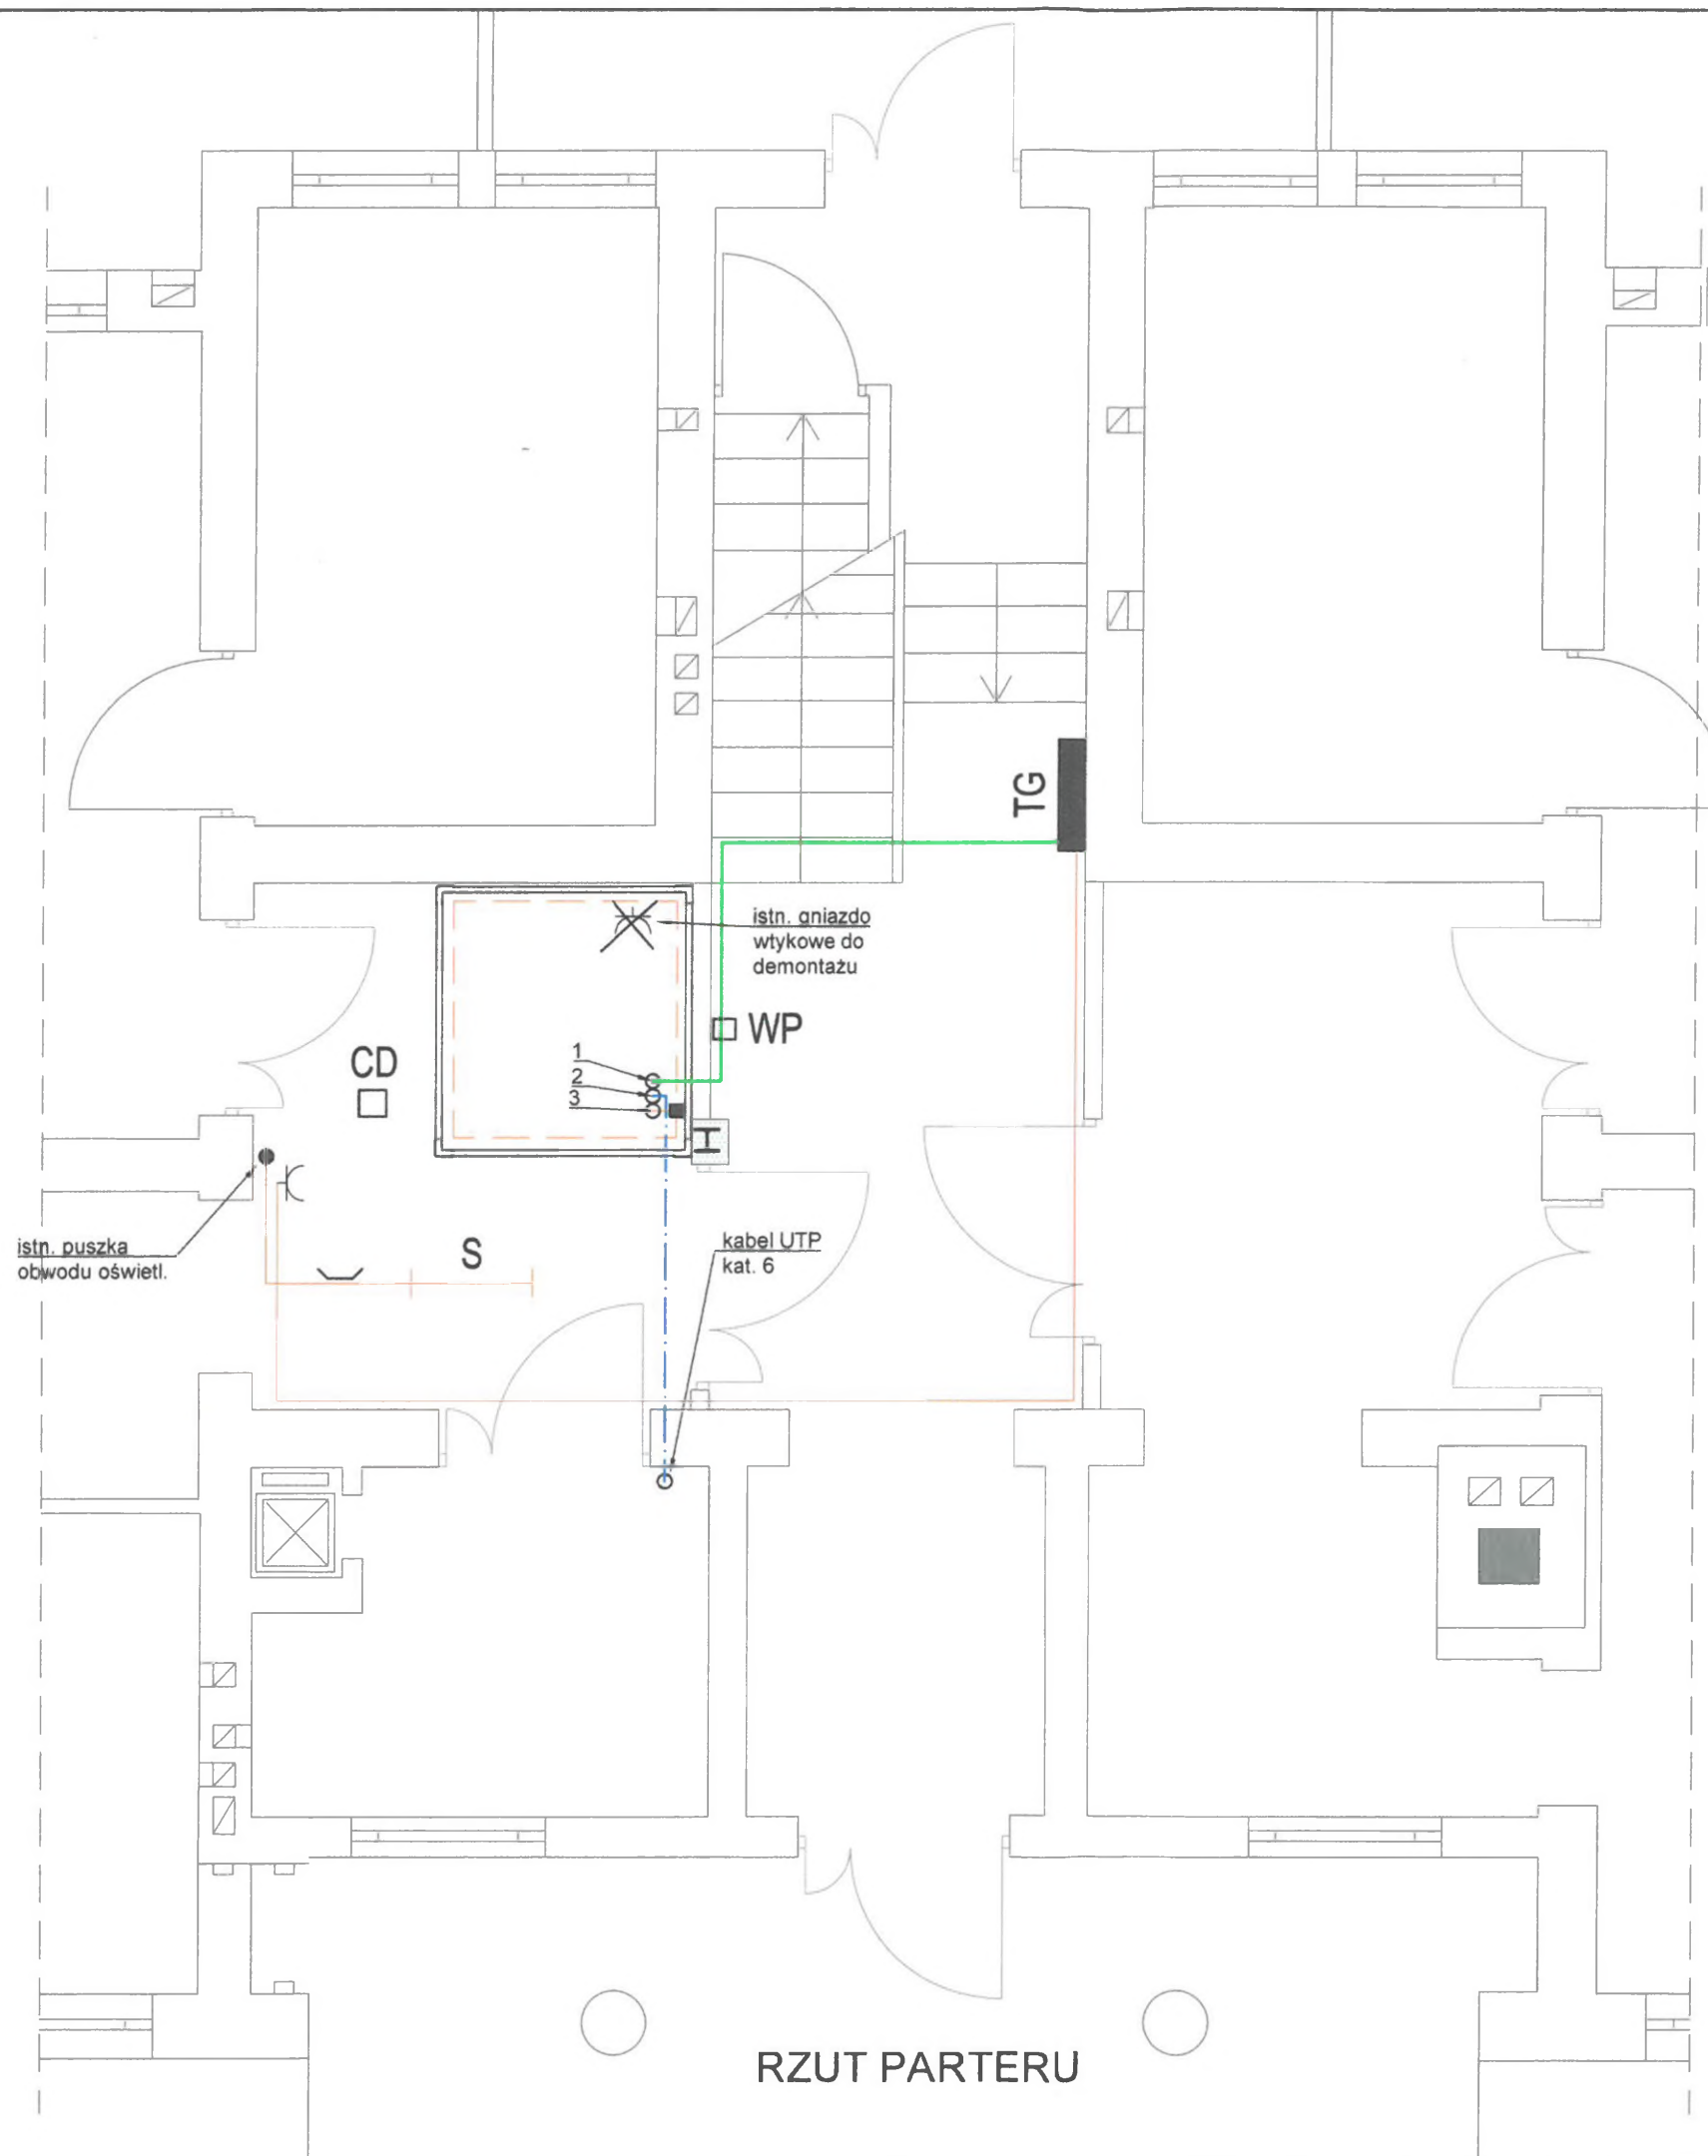 TG
istn. gniazdo
wtykowe do
demontażu
WP
CD
1
2
3
H
istn. puszka
obwodu oświetl.
S
kabel UTP
kat. 6
RZUT PARTERU